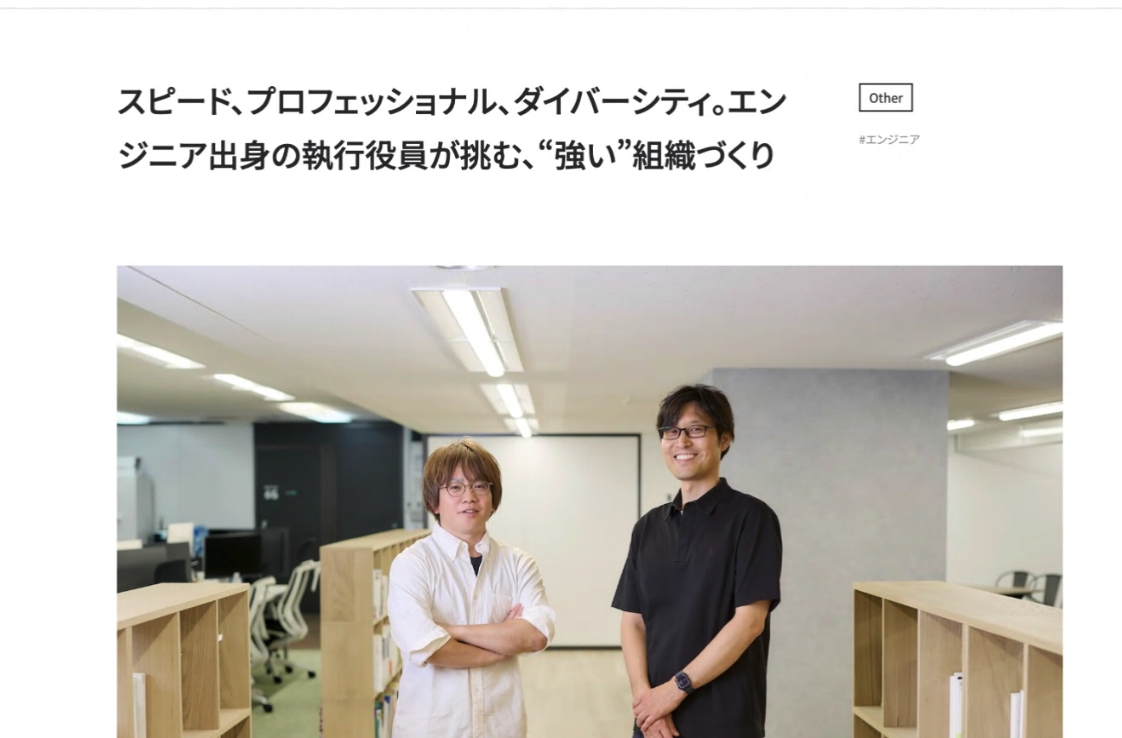 スピード、プロフェッショナル、ダイバーシティ。エン
ジニア出身の執行役員が挑む、“強い”組織づくり
Other
#エンジニア